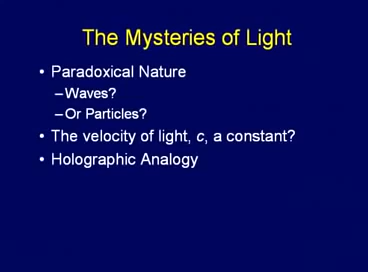 The Mysteries of Light
• Paradoxical Nature
– Waves?
– Or Particles?
• The velocity of light, c, a constant?
• Holographic Analogy